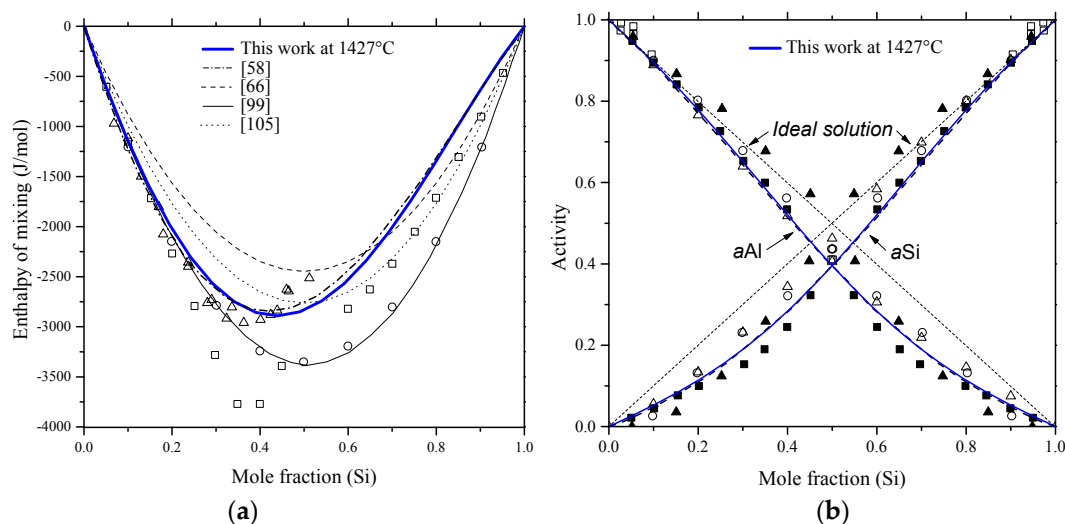 (a)
Enthalpy of mixing (J/mol)
0
-500
-1000
-1500
-2000
-2500
-3000
-3500
-4000
This work at 1427°C
[58]
[66]
[99]
[105]
0.0 0.2 0.4 0.6 0.8 1.0
Mole fraction (Si)
(a)
Activity
1.0
0.8
0.6
0.4
0.2
0.0
This work at 1427°C
Ideal solution
aAl
aSi
0.0 0.2 0.4 0.6 0.8 1.0
Mole fraction (Si)
(b)